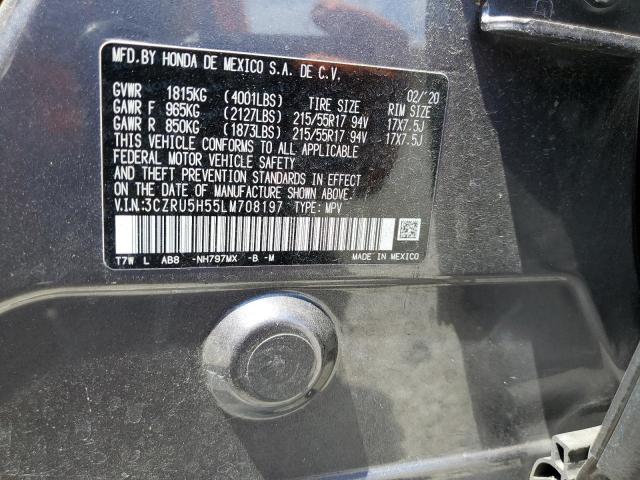 MFD.BY HONDA DE MEXICO S.A. DE C.V.
02/'20
GVWR 1815KG (4001LBS) TIRE SIZE RIM SIZE
GAWR F 965KG (2127LBS) 215/55R17 94V 17X7.5J
GAWR R 850KG (1873LBS) 215/55R17 94V 17X7.5J
THIS VEHICLE CONFORMS TO ALL APPLICABLE
FEDERAL MOTOR VEHICLE SAFETY
AND THEFT PREVENTION STANDARDS IN EFFECT ON
THE DATE OF MANUFACTURE SHOWN ABOVE.
V.I.N:3CZRU5H55LM708197 TYPE: MPV
T7W L AB8 -NH797MX -B -M MADE IN MEXICO